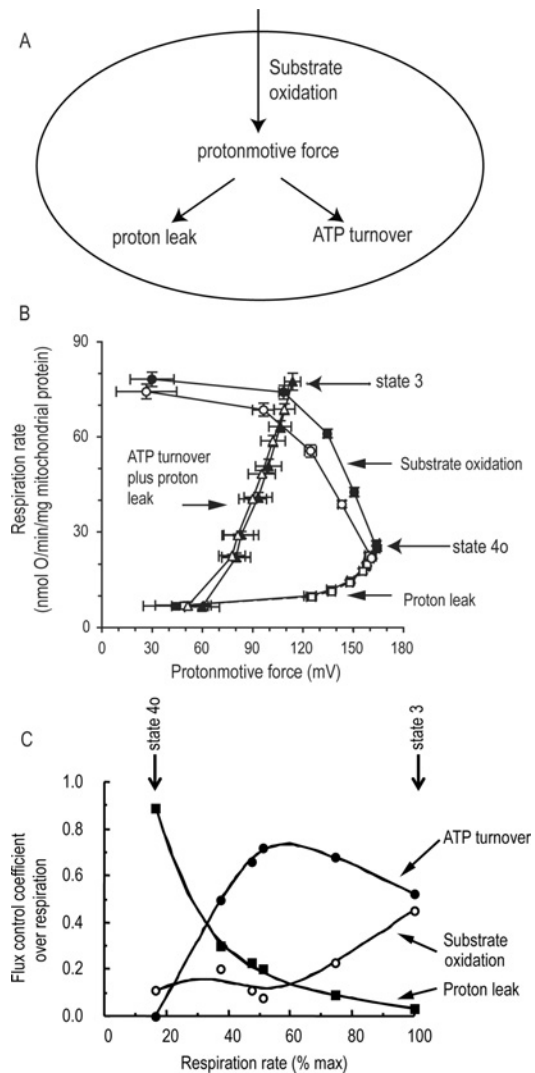 A
Substrate
oxidation
protonmotive force
proton leak
ATP turnover
B
Respiration rate
(nmol O/min/mg mitochondrial protein)
90
60
30
0
state 3
ATP turnover
plus proton
leak
Substrate oxidation
state 4o
Proton leak
0 30 60 90 120 150 180
Protonmotive force (mV)
state 4o
state 3
C
Flux control coefficient
over respiration
1.0
0.8
0.6
0.4
0.2
0.0
ATP turnover
Substrate
oxidation
Proton leak
0 20 40 60 80 100
Respiration rate (% max)